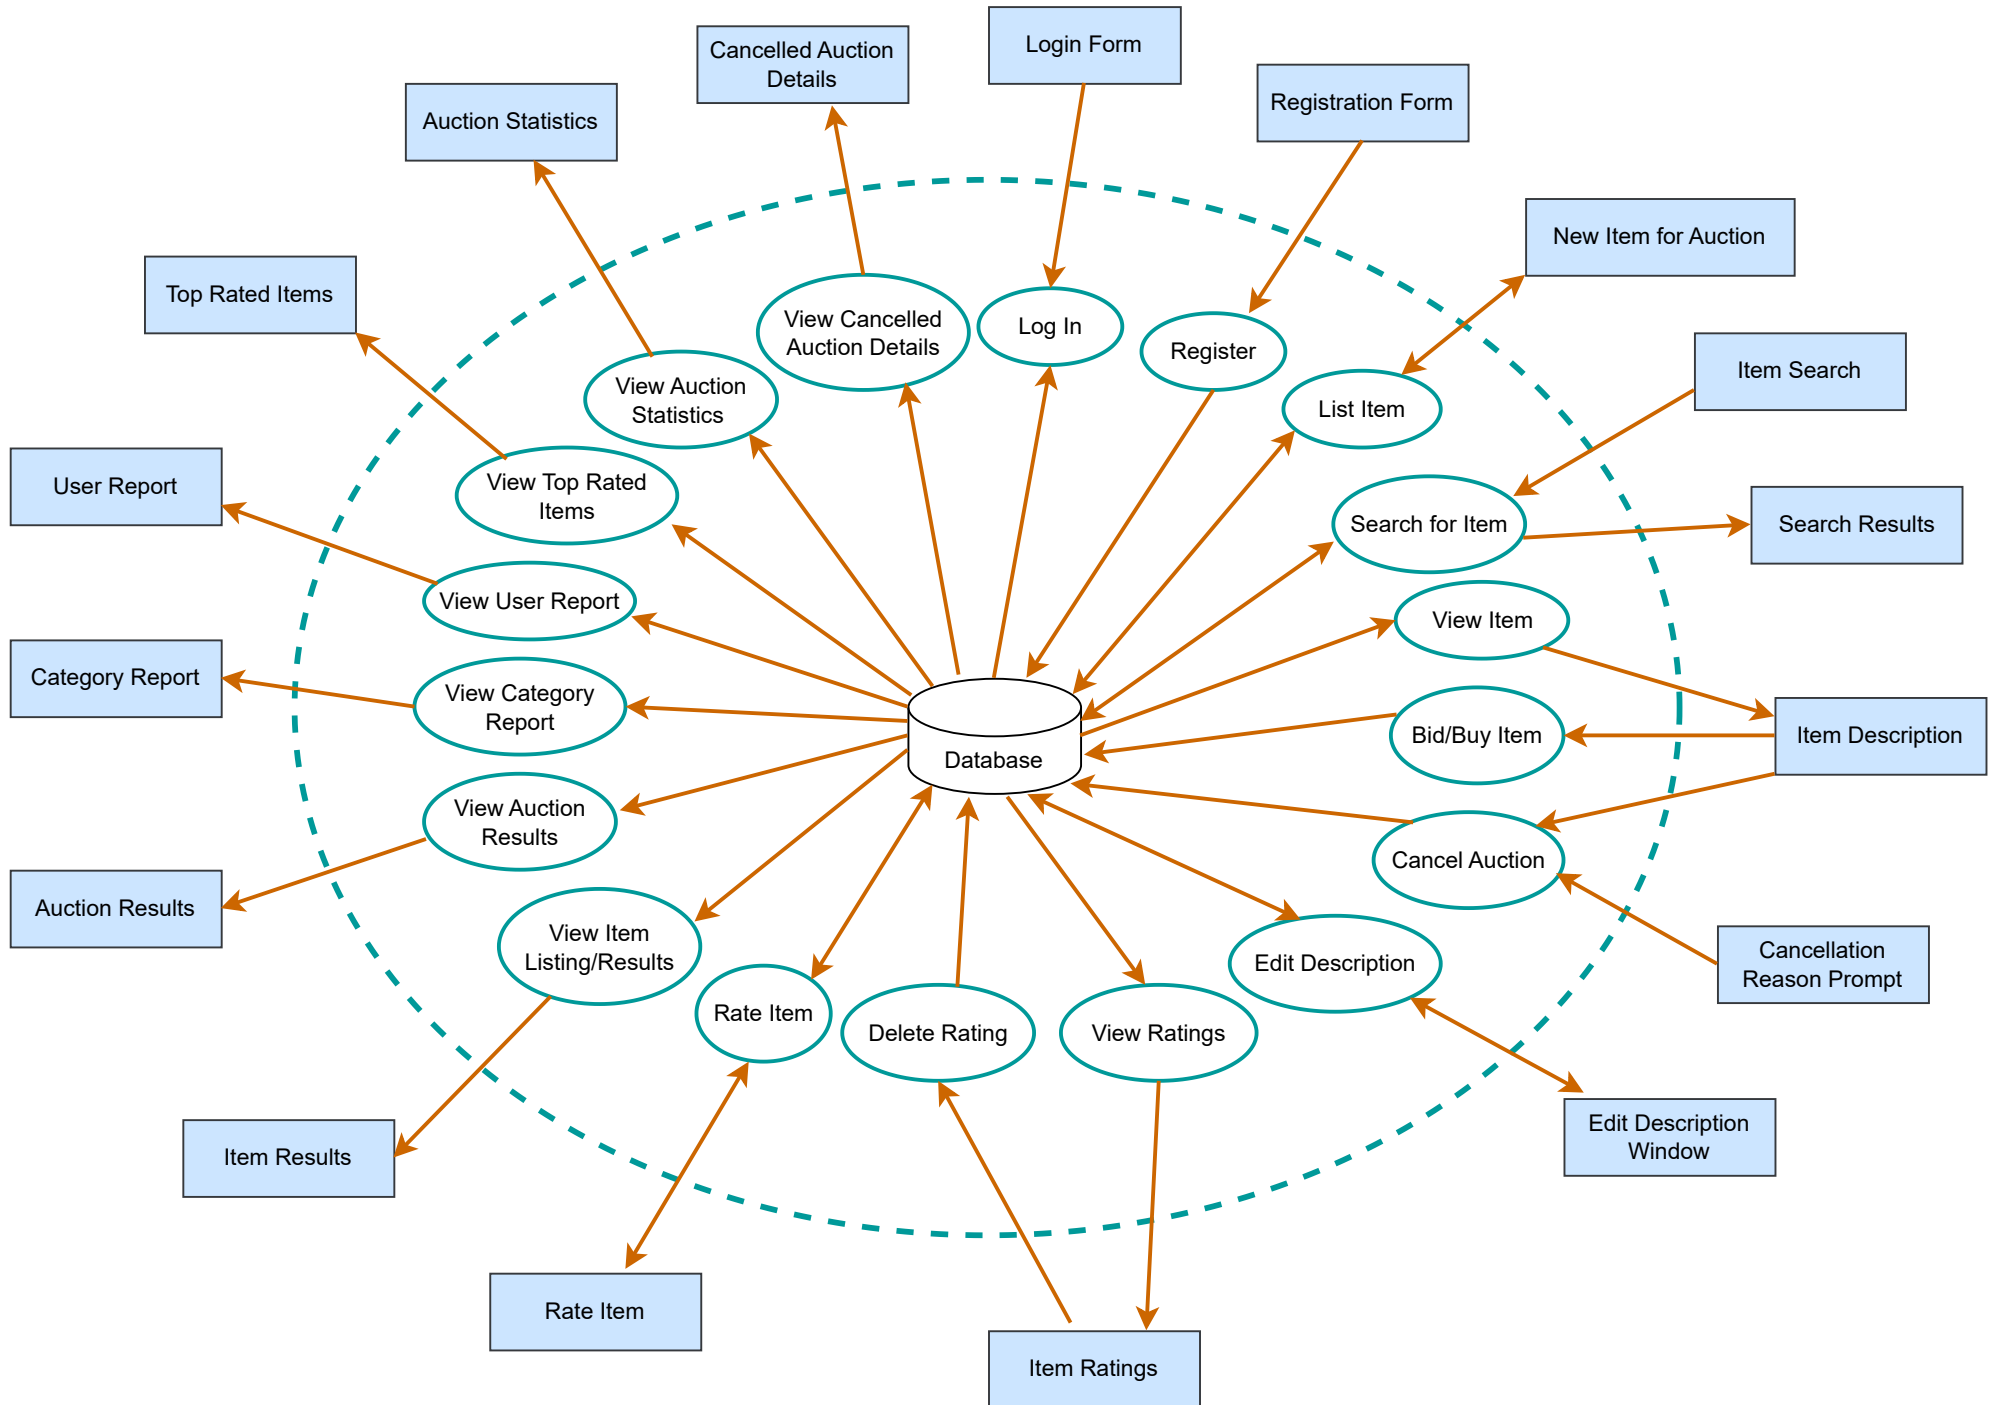 Login Form
Cancelled Auction
Details
Registration Form
Auction Statistics
New Item for Auction
Top Rated Items
View Cancelled
Auction Details
Log In
Register
Item Search
View Auction
Statistics
List Item
User Report
View Top Rated
Items
Search for Item
Search Results
View User Report
View Item
Category Report
View Category
Report
Bid/Buy Item
Item Description
Database
View Auction
Results
Cancel Auction
Auction Results
View Item
Listing/Results
Edit Description
Cancellation
Reason Prompt
Rate Item
Delete Rating
View Ratings
Edit Description
Window
Item Results
Rate Item
Item Ratings